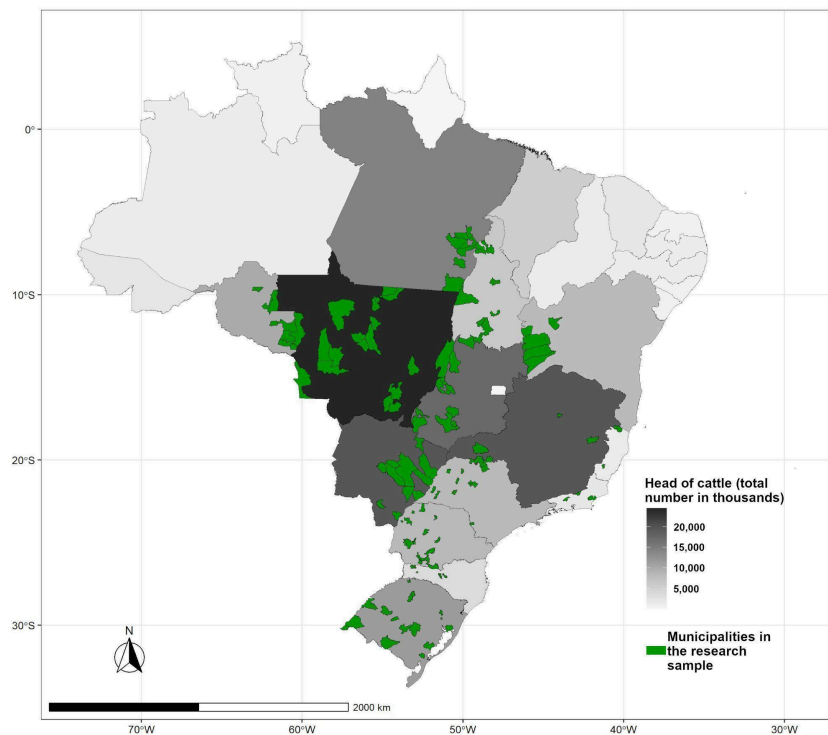 0°
10°S
20°S
30°S
Head of cattle (total
number in thousands)
20,000
15,000
10,000
5,000
Municipalities in
the research
sample
N
2000 km
70°W
60°W
50°W
40°W
30°W